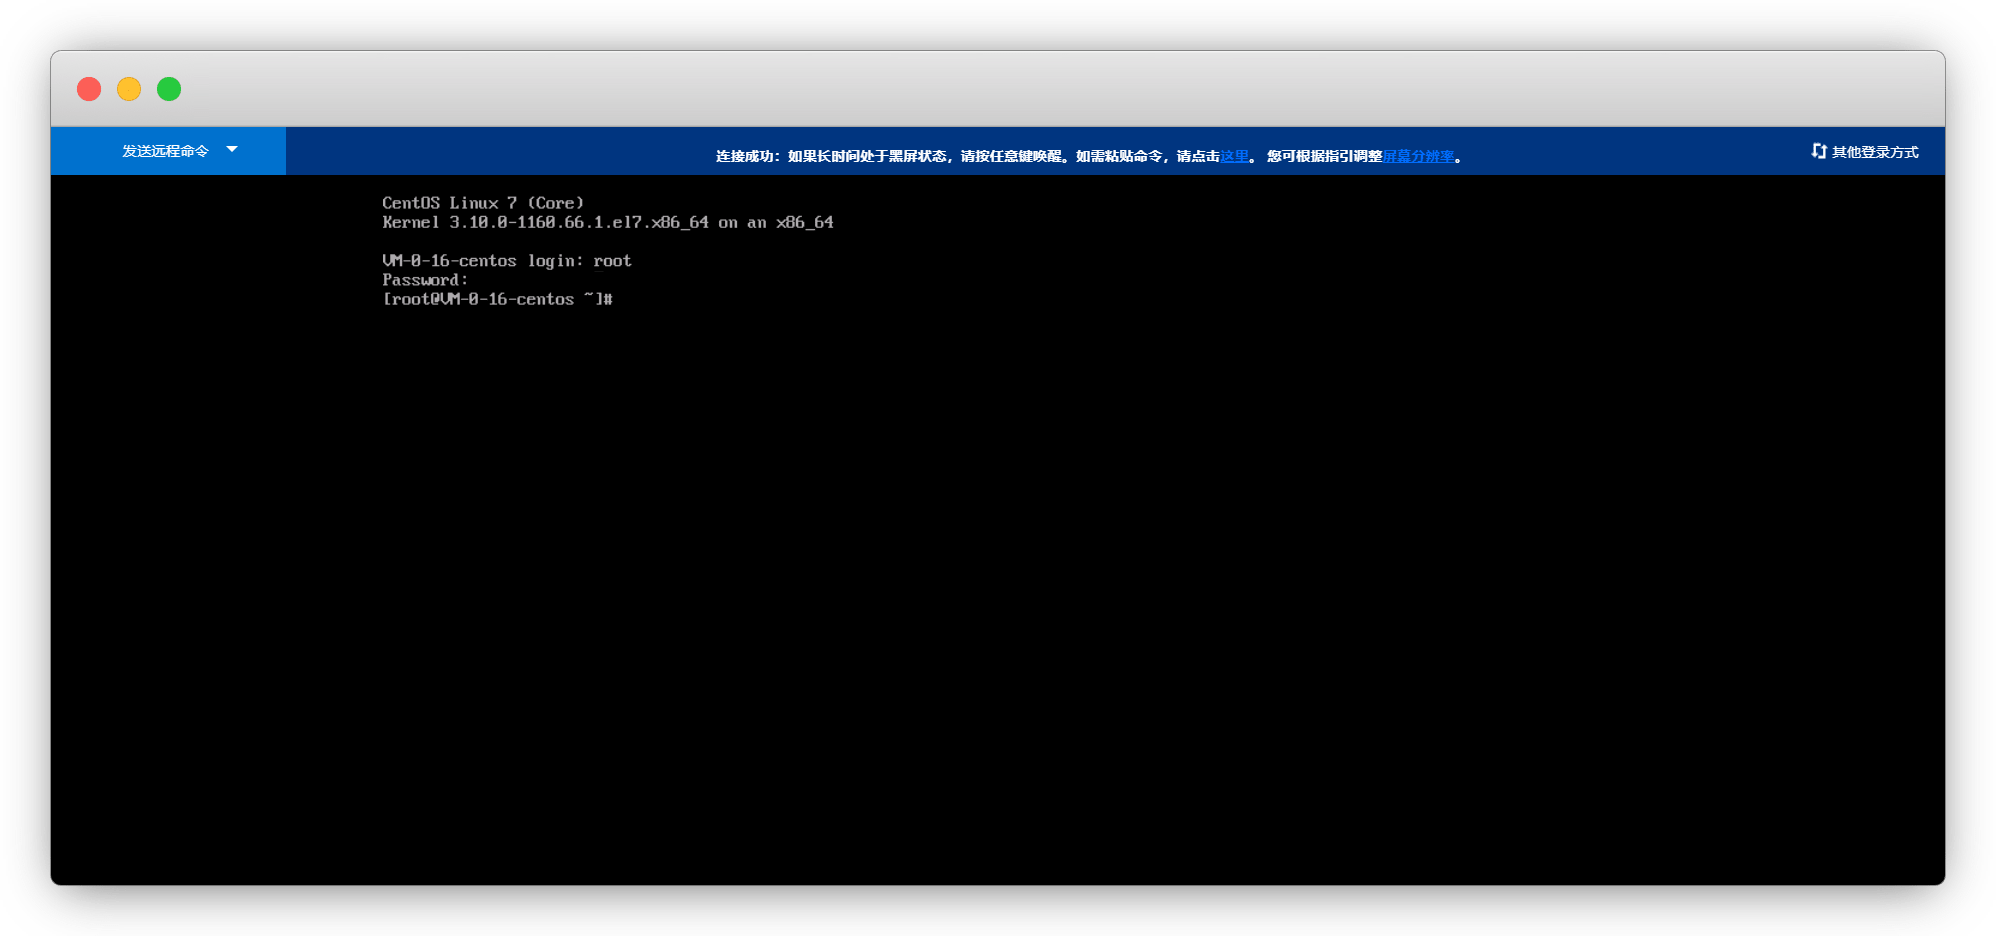 发送远程命令
连接成功：如果长时间处于黑屏状态，请按任意键唤醒。如需粘贴命令，请点击这里。 您可根据指引调整屏幕分辨率。
其他登录方式
CentOS Linux 7 (Core)
Kernel 3.10.0-1160.66.1.el7.x86_64 on an x86_64
VM-0-16-centos login: root
Password:
[root@VM-0-16-centos ~]#